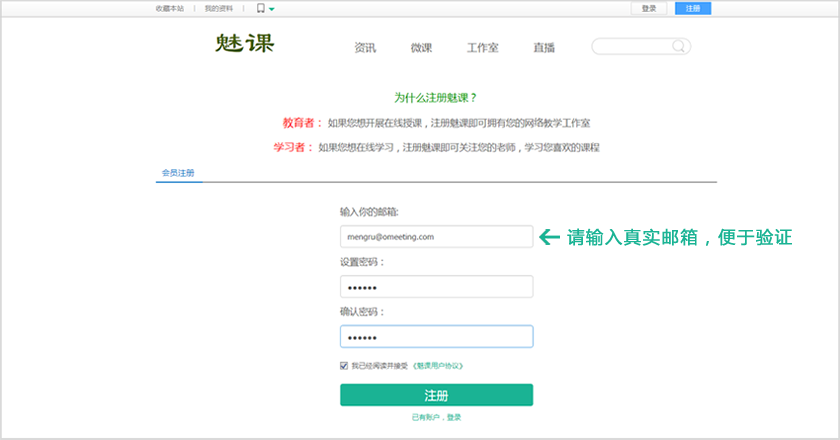 收藏本站 | 我的资料 | 登录 注册
魅课 资讯 微课 工作室 直播
为什么注册魅课？
教育者： 如果您想开展在线授课，注册魅课即可拥有您的网络教学工作室
学习者： 如果您想在线学习，注册魅课即可关注您的老师，学习您喜欢的课程
会员注册
输入你的邮箱:
mengru@omeeting.com 请输入真实邮箱，便于验证
设置密码：
••••••
确认密码：
••••••
我已经阅读并接受《魅课用户协议》
注册
已有账户，登录